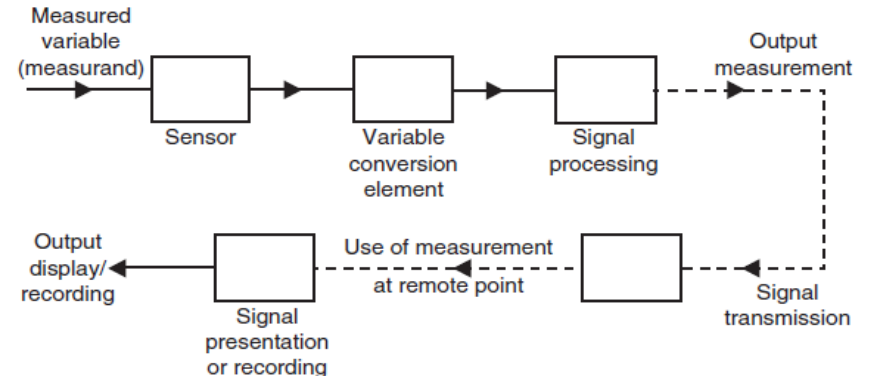 Measured
variable
(measurand)
Output
measurement
Sensor
Variable
conversion
element
Signal
processing
Output
display/
recording
Use of measurement
at remote point
Signal
transmission
Signal
presentation
or recording